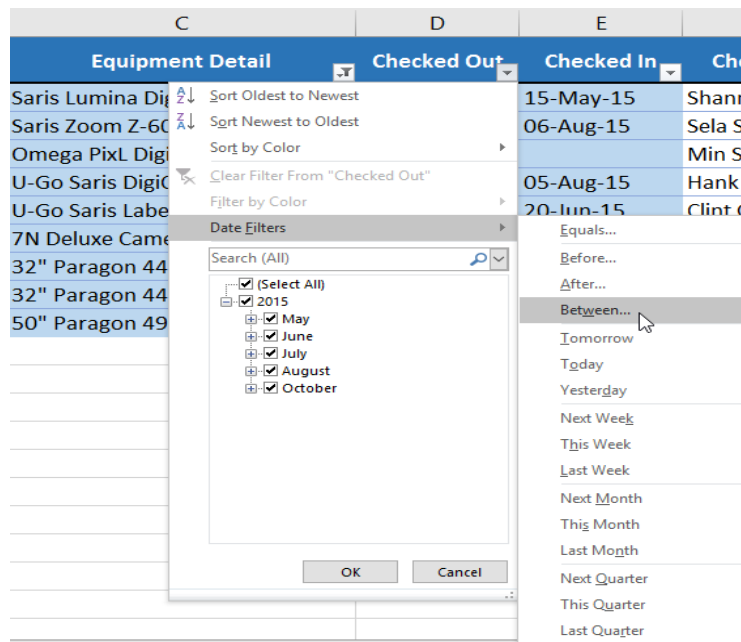 C D E
Equipment Detail Checked Out Checked In
Saris Lumina 15-May-15
Saris Zoom Z-60 06-Aug-15 Sela S
Omega PixL Digi Min S
U-Go Saris Digi 05-Aug-15 Hank
U-Go Saris Labe 20-Jun-15 Clint
7N Deluxe Came
32" Paragon 44
32" Paragon 44
50" Paragon 49
Sort Oldest to Newest
Sort Newest to Oldest
Sort by Color
Clear Filter From "Checked Out"
Filter by Color
Date Filters
Search (All)
(Select All)
2015
May
June
July
August
October
OK Cancel
Equals...
Before...
After...
Between...
Tomorrow
Today
Yesterday
Next Week
This Week
Last Week
Next Month
This Month
Last Month
Next Quarter
This Quarter
Last Quarter